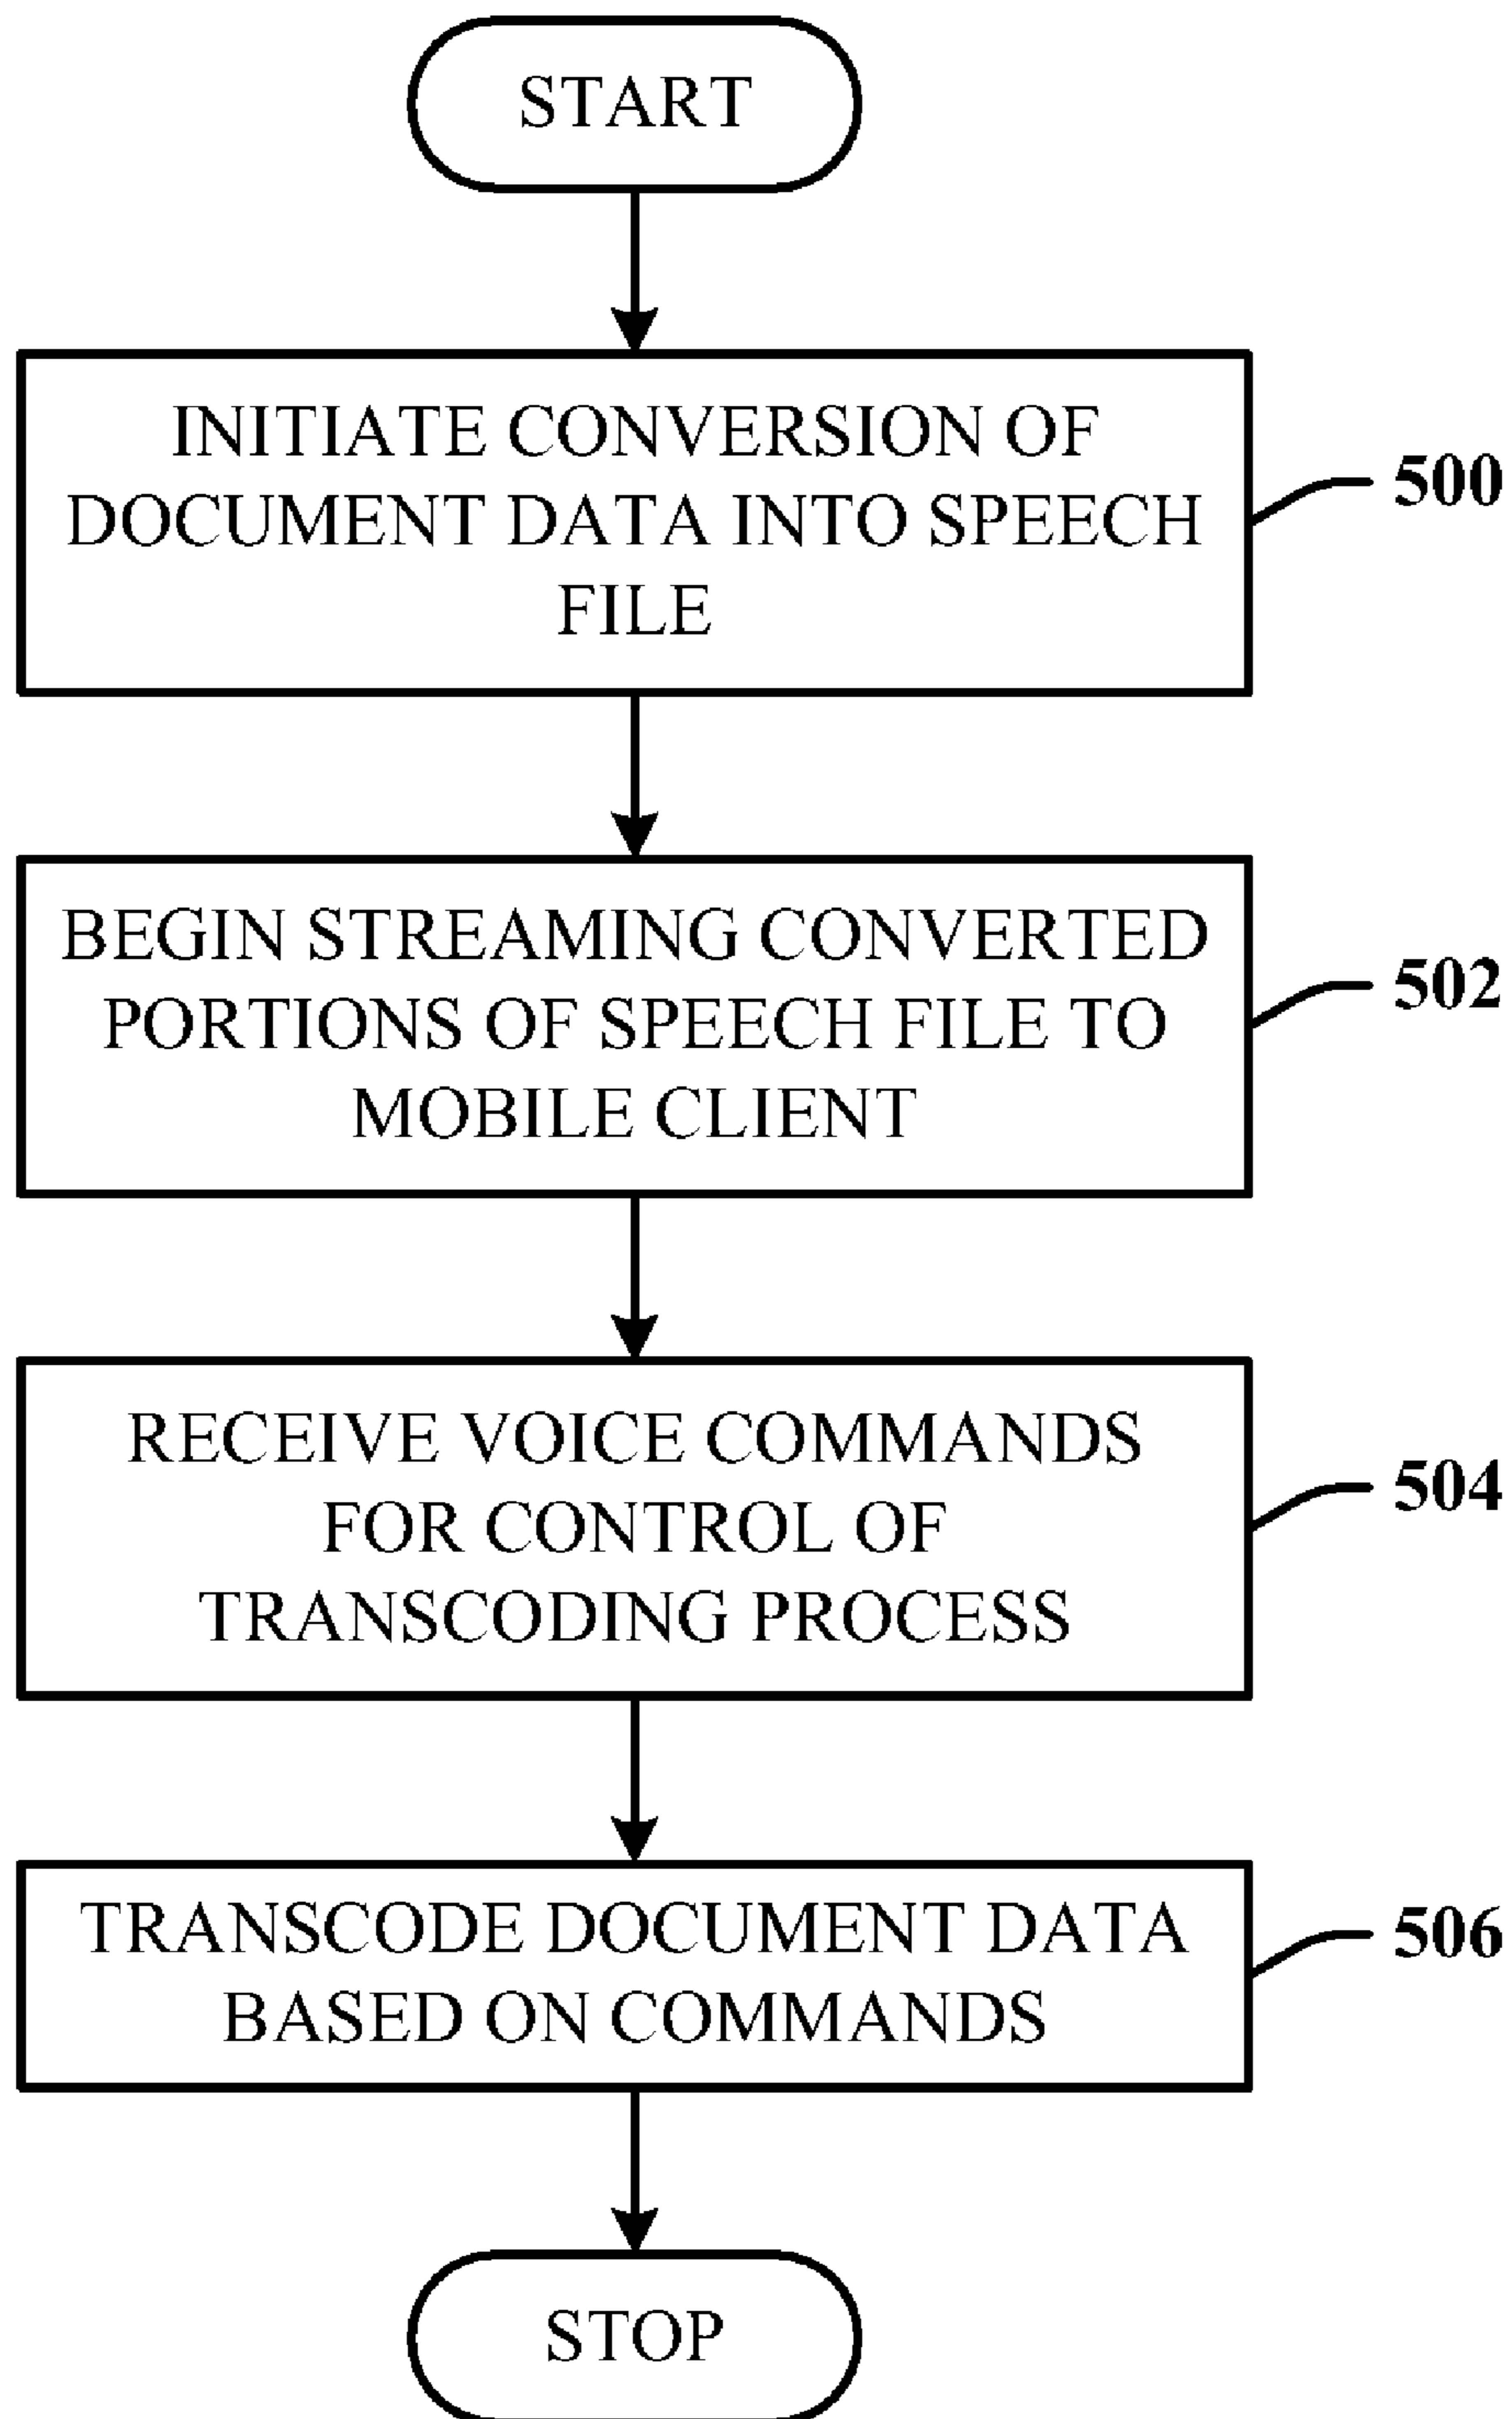 START
INITIATE CONVERSION OF
DOCUMENT DATA INTO SPEECH
FILE
500
BEGIN STREAMING CONVERTED
PORTIONS OF SPEECH FILE TO
MOBILE CLIENT
502
RECEIVE VOICE COMMANDS
FOR CONTROL OF
TRANSCODING PROCESS
504
TRANSCODE DOCUMENT DATA
BASED ON COMMANDS
506
STOP